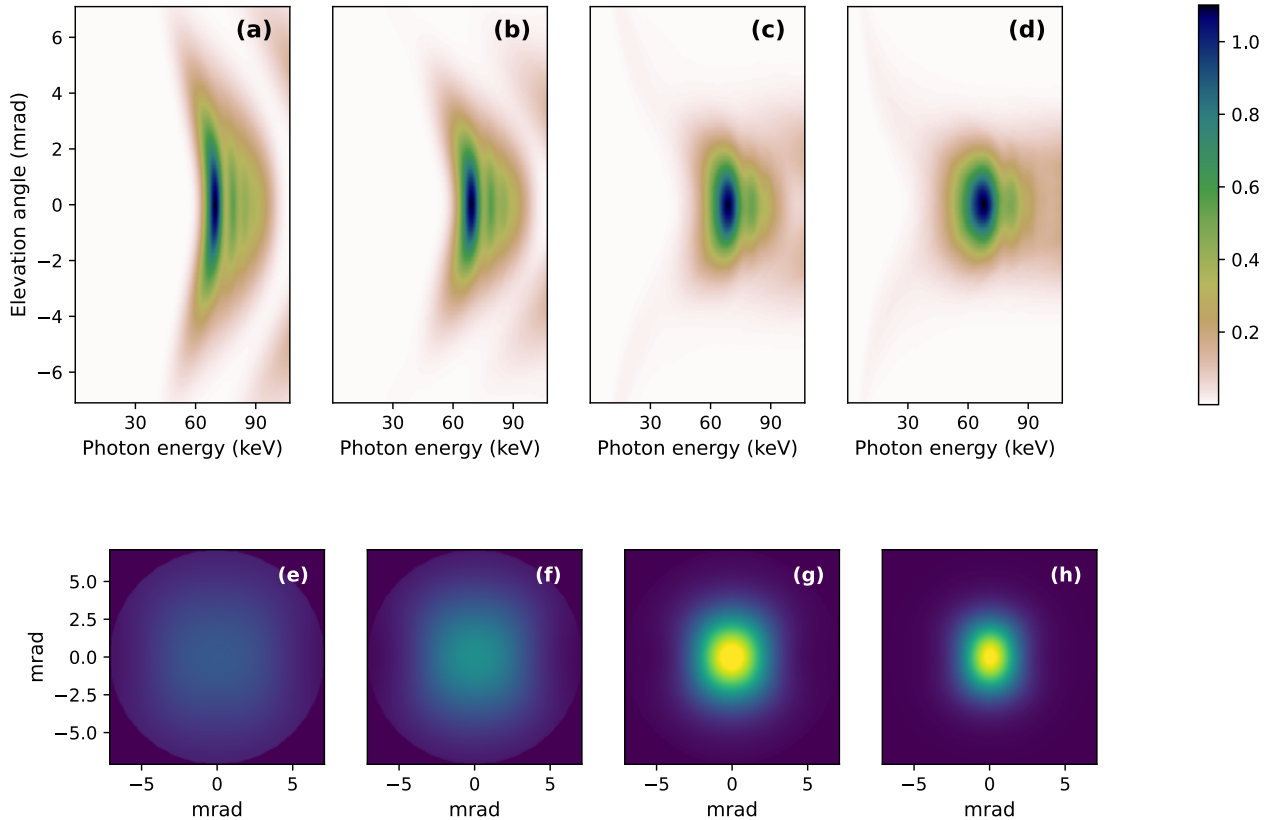 (a) (b) (c) (d)
Elevation angle (mrad)
6
4
2
0
−2
−4
−6
30 60 90
30 60 90
30 60 90
30 60 90
Photon energy (keV) Photon energy (keV) Photon energy (keV) Photon energy (keV)
1.0
0.8
0.6
0.4
0.2
(e) (f) (g) (h)
mrad
5.0
2.5
0.0
−2.5
−5.0
−5 0 5
−5 0 5
−5 0 5
−5 0 5
mrad mrad mrad mrad